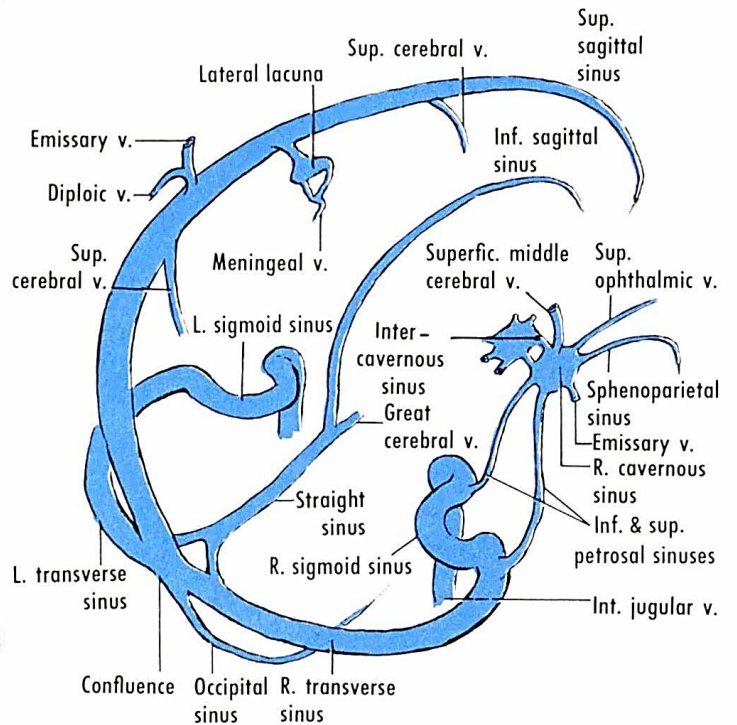 Sup.
sagittal
sinus
Sup. cerebral v.
Lateral lacuna
Emissary v.
Inf. sagittal
sinus
Diploic v.
Sup.
cerebral v.
Meningeal v.
Superfic. middle
cerebral v.
Sup.
ophthalmic v.
L. sigmoid sinus
Inter-
cavernous
sinus
Sphenoparietal
sinus
Great
cerebral v.
Emissary v.
R. cavernous
sinus
Straight
sinus
Inf. & sup.
petrosal sinuses
L. transverse
sinus
R. sigmoid sinus
Int. jugular v.
Confluence
Occipital
sinus
R. transverse
sinus